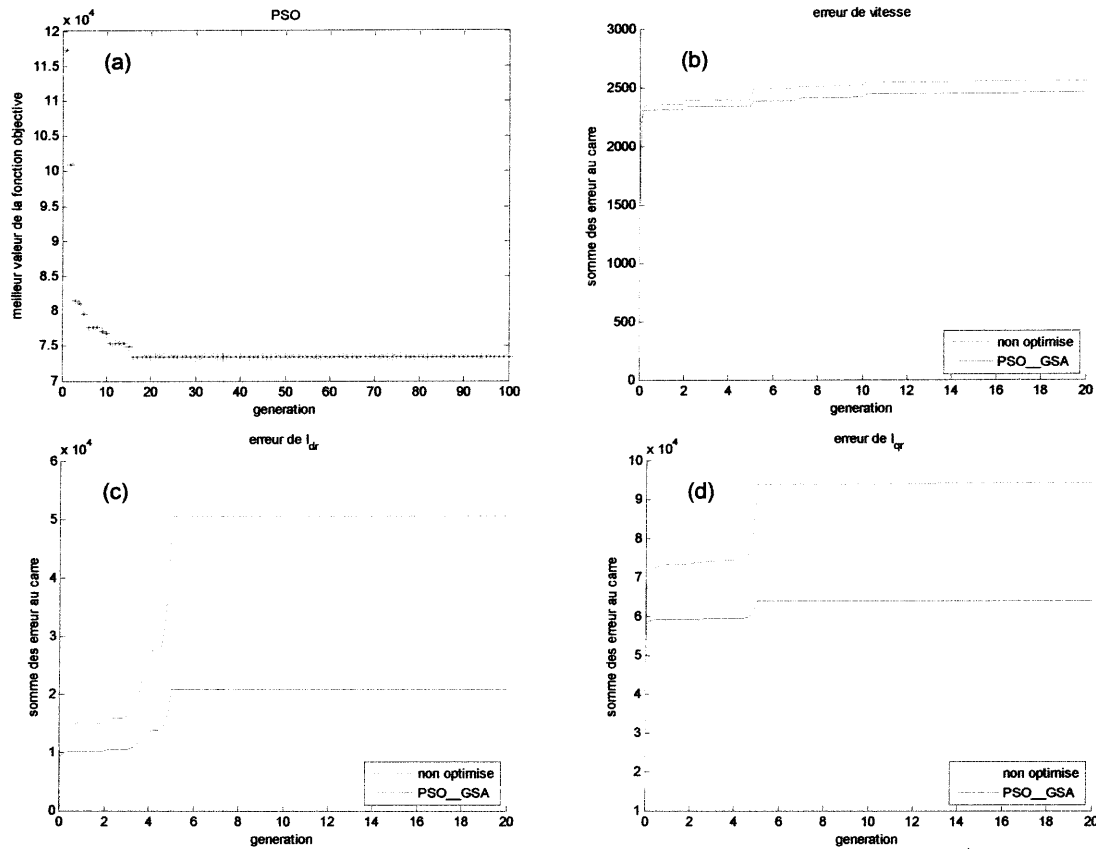 x 10⁴
PSO
(a)
12
11.5
11
10.5
10
9.5
9
8.5
8
7.5
7
meilleur valeur de la fonction objective
0 10 20 30 40 50 60 70 80 90 100
generation
erreur de vitesse
(b)
3000
2500
2000
1500
1000
500
0
somme des erreur au carre
non optimise
PSO__GSA
0 2 4 6 8 10 12 14 16 18 20
generation
erreur de I_dr
x 10⁴
(c)
6
5
4
3
2
1
0
somme des erreur au carre
non optimise
PSO__GSA
0 2 4 6 8 10 12 14 16 18 20
generation
erreur de I_qr
x 10⁴
(d)
10
9
8
7
6
5
4
3
2
1
somme des erreur au carre
non optimise
PSO__GSA
0 2 4 6 8 10 12 14 16 18 20
generation